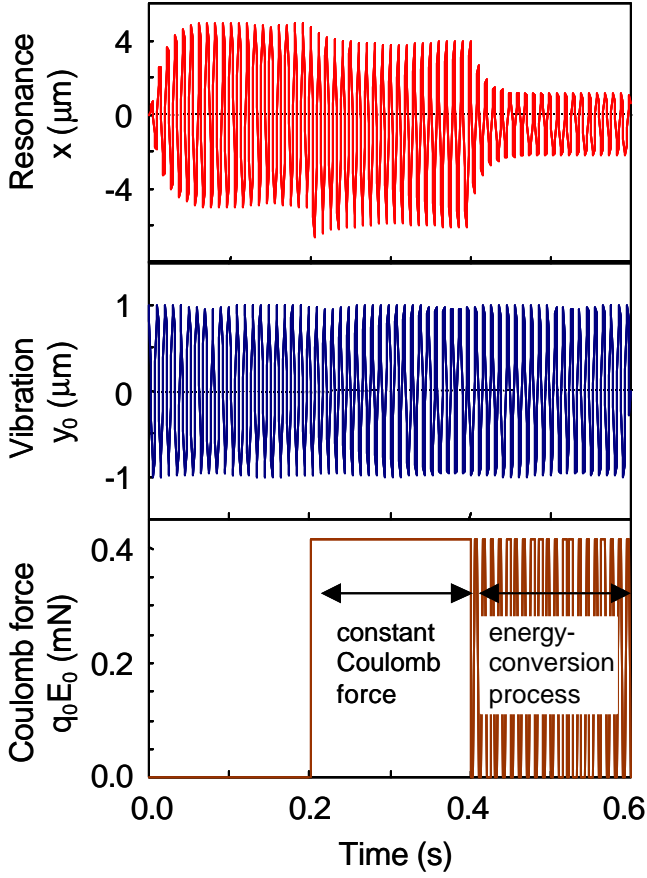 Resonance
x (μm)
4
0
-4
Vibration
y₀ (μm)
1
0
-1
Coulomb force
q₀E₀ (mN)
0.4
0.2
0.0
constant
Coulomb
force
energy-
conversion
process
0.0
0.2
0.4
0.6
Time (s)